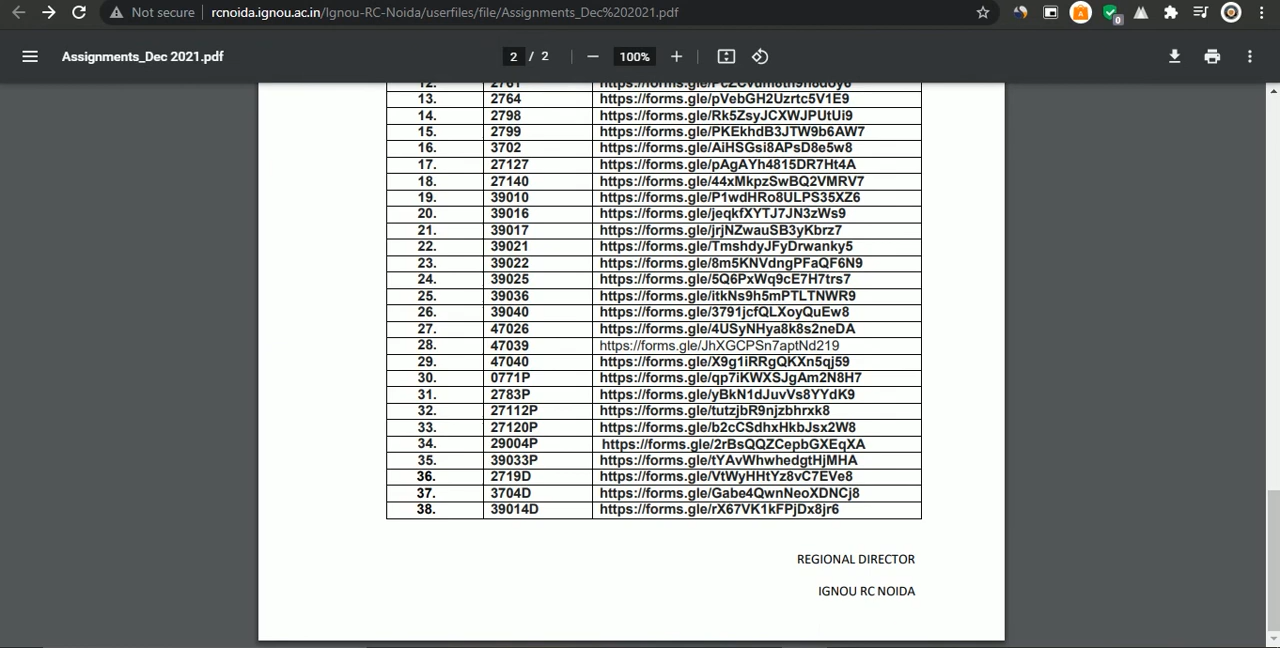 Not secure | rcnoida.ignou.ac.in/Ignou-RC-Noida/userfiles/file/Assignments_Dec%202021.pdf
0
Assignments_Dec 2021.pdf 2 / 2 — 100% +
12. 2761
13. 2764 https://forms.gle/pVebGH2Uzrtc5V1E9
14. 2798 https://forms.gle/Rk5ZsyJCXWJPUtUi9
15. 2799 https://forms.gle/PKEkhdB3JTW9b6AW7
16. 3702 https://forms.gle/AiHSGsi8APsD8e5w8
17. 27127 https://forms.gle/pAgAYh4815DR7Ht4A
18. 27140 https://forms.gle/44xMkpzSwBQ2VMRV7
19. 39010 https://forms.gle/P1wdHRo8ULPS35XZ6
20. 39016 https://forms.gle/jeqkfXYTJ7JN3zWs9
21. 39017 https://forms.gle/jrjNZwauSB3yKbrz7
22. 39021 https://forms.gle/TmshdyJFyDrwanky5
23. 39022 https://forms.gle/8m5KNVdngPFaQF6N9
24. 39025 https://forms.gle/5Q6PxWq9cE7H7trs7
25. 39036 https://forms.gle/itkNs9h5mPTLTNWR9
26. 39040 https://forms.gle/3791jcfQLXoyQuEw8
27. 47026 https://forms.gle/4USyNHya8k8s2neDA
28. 47039 https://forms.gle/JhXGCPSn7aptNd219
29. 47040 https://forms.gle/X9g1iRRgQKXn5qj59
30. 0771P https://forms.gle/qp7iKWXSJgAm2N8H7
31. 2783P https://forms.gle/yBkN1dJuvVs8YYdK9
32. 27112P https://forms.gle/tutzjbR9njzbhrxk8
33. 27120P https://forms.gle/b2cCSdhxHkbJsx2W8
34. 29004P https://forms.gle/2rBsQQZCepbGXEqXA
35. 39033P https://forms.gle/tYAvWhwhedgtHjMHA
36. 2719D https://forms.gle/VtWyHHtYz8vC7EVe8
37. 3704D https://forms.gle/Gabe4QwnNeoXDNCj8
38. 39014D https://forms.gle/rX67VK1kFPjDx8jr6
REGIONAL DIRECTOR
IGNOU RC NOIDA